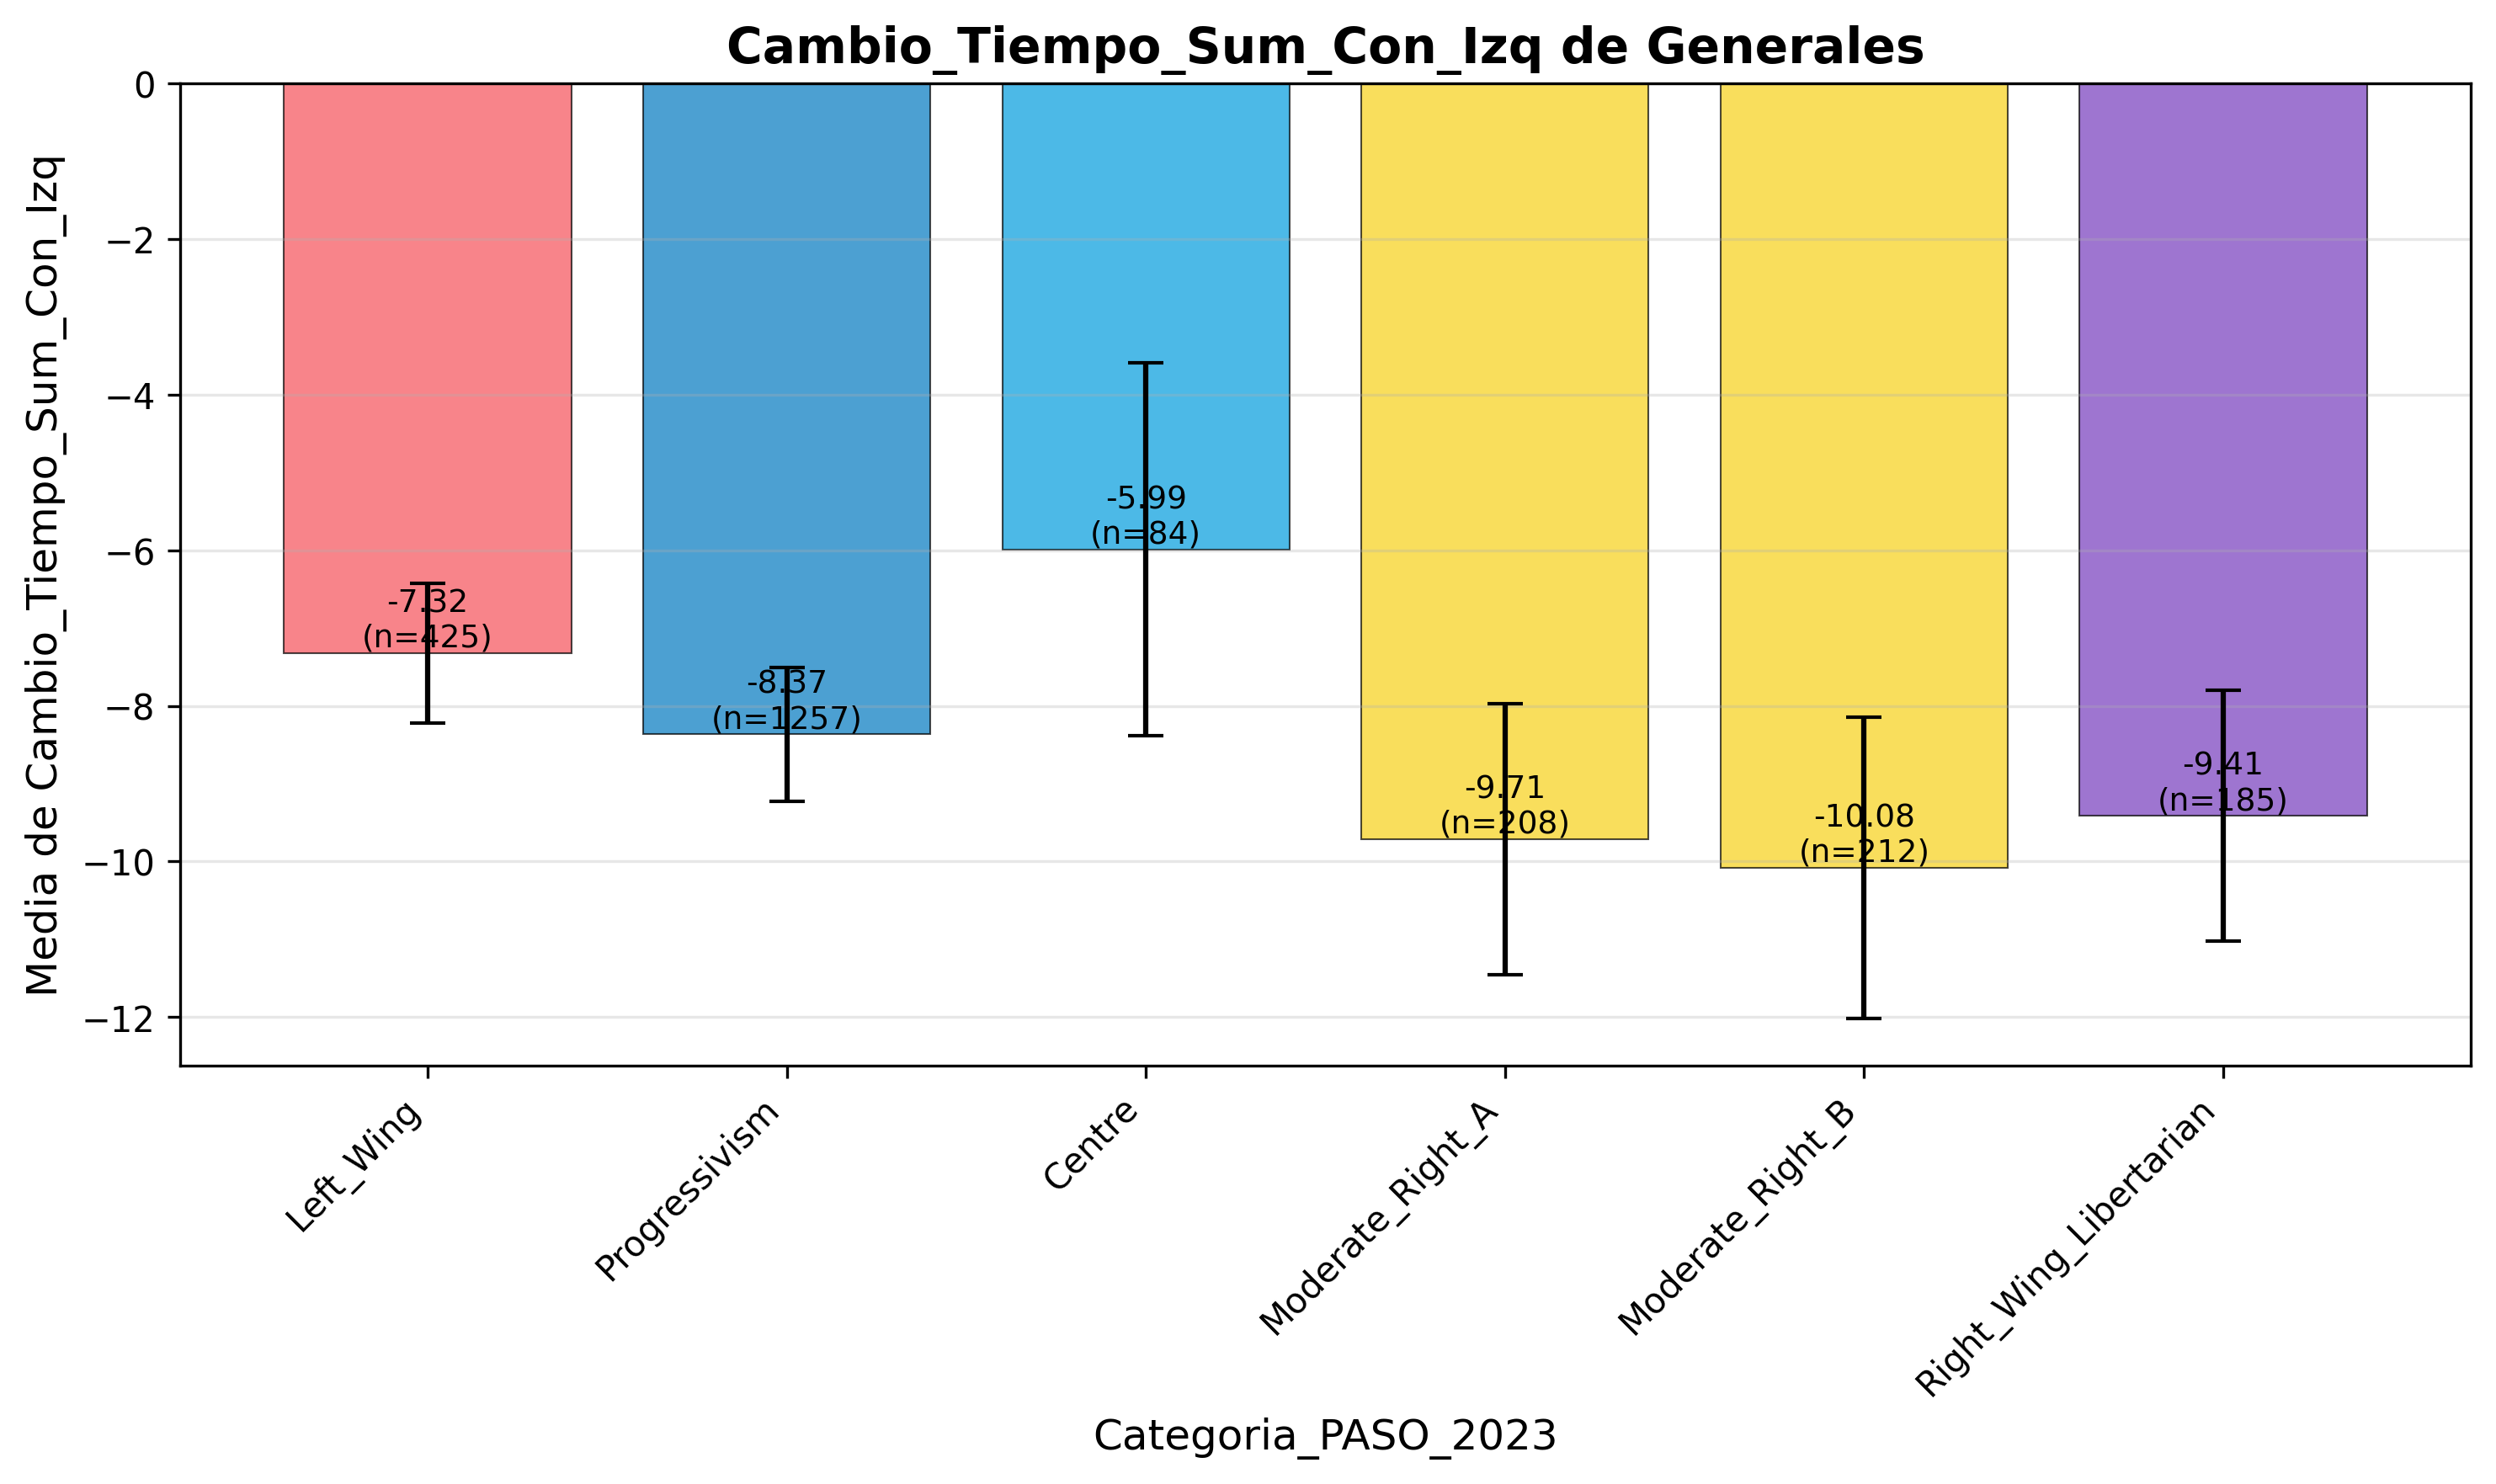 Cambio_Tiempo_Sum_Con_Izq de Generales
Media de Cambio_Tiempo_Sum_Con_Izq
0
−2
−4
−6
−8
−10
−12
-7.32
(n=425)
-8.37
(n=1257)
-5.99
(n=84)
-9.71
(n=208)
-10.08
(n=212)
-9.41
(n=185)
Left_Wing
Progressivism
Centre
Moderate_Right_A
Moderate_Right_B
Right_Wing_Libertarian
Categoria_PASO_2023